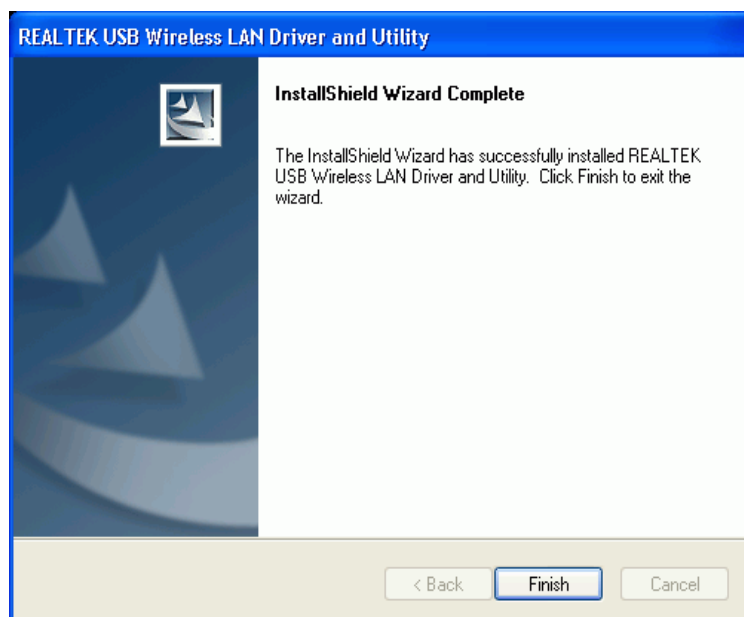 REALTEK USB Wireless LAN Driver and Utility
InstallShield Wizard Complete
The InstallShield Wizard has successfully installed REALTEK
USB Wireless LAN Driver and Utility.  Click Finish to exit the
wizard.
< Back
Finish
Cancel